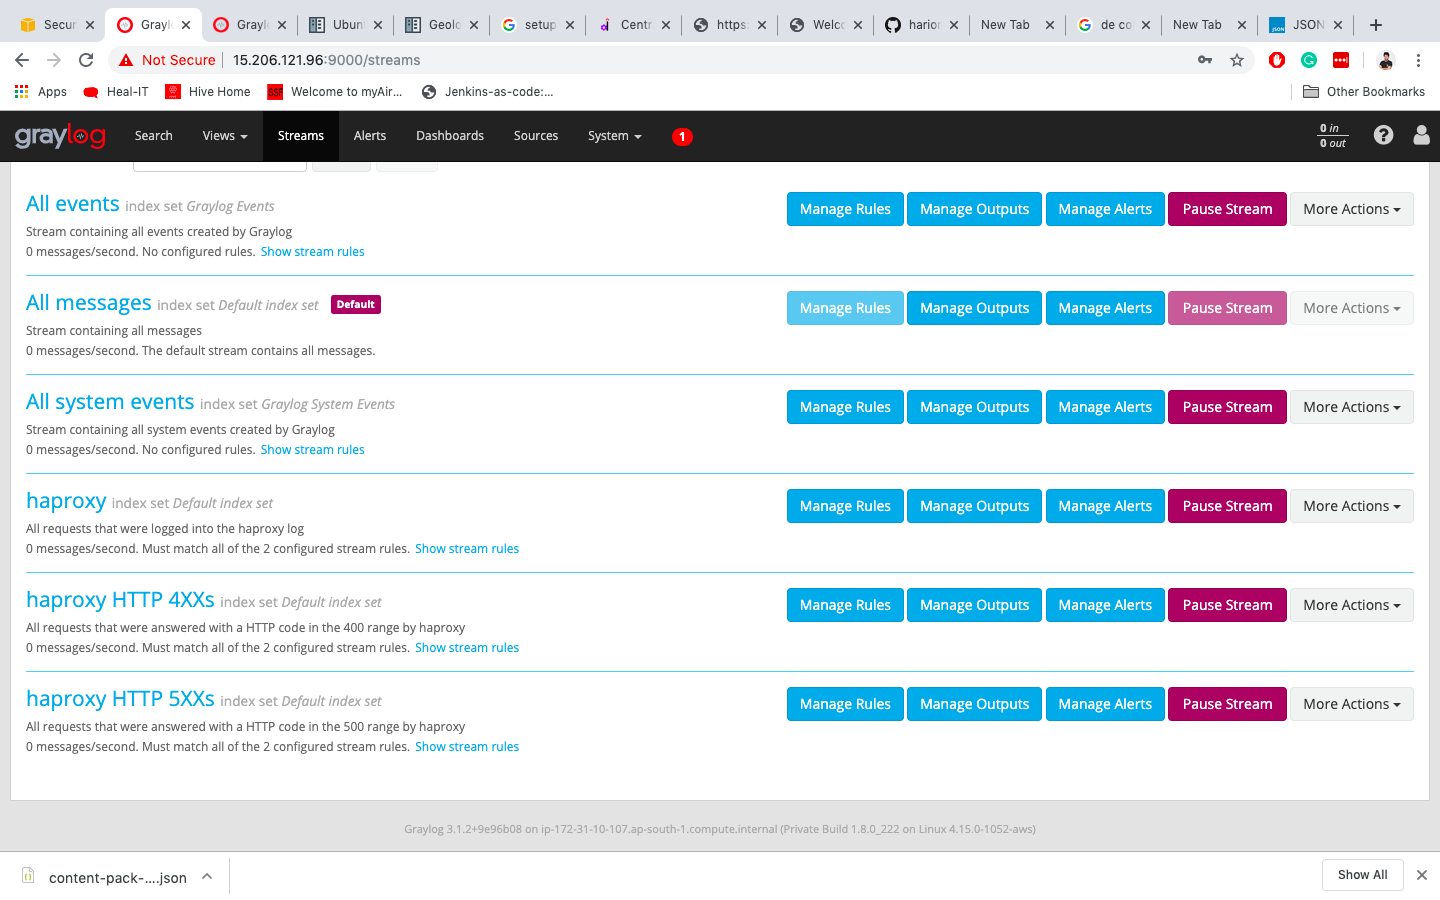 Secur Grayl Grayl Ubun Geolo setup Centr https: Welco harior New Tab de co New Tab JSON
Not Secure 15.206.121.96:9000/streams
Apps Heal-IT Hive Home Welcome to myAir... Jenkins-as-code:... Other Bookmarks
graylog Search Views Streams Alerts Dashboards Sources System 1 0 in
0 out
All events index set Graylog Events Manage Rules Manage Outputs Manage Alerts Pause Stream More Actions
Stream containing all events created by Graylog
0 messages/second. No configured rules. Show stream rules
All messages index set Default index set Default Manage Rules Manage Outputs Manage Alerts Pause Stream More Actions
Stream containing all messages
0 messages/second. The default stream contains all messages.
All system events index set Graylog System Events Manage Rules Manage Outputs Manage Alerts Pause Stream More Actions
Stream containing all system events created by Graylog
0 messages/second. No configured rules. Show stream rules
haproxy index set Default index set Manage Rules Manage Outputs Manage Alerts Pause Stream More Actions
All requests that were logged into the haproxy log
0 messages/second. Must match all of the 2 configured stream rules. Show stream rules
haproxy HTTP 4XXs index set Default index set Manage Rules Manage Outputs Manage Alerts Pause Stream More Actions
All requests that were answered with a HTTP code in the 400 range by haproxy
0 messages/second. Must match all of the 2 configured stream rules. Show stream rules
haproxy HTTP 5XXs index set Default index set Manage Rules Manage Outputs Manage Alerts Pause Stream More Actions
All requests that were answered with a HTTP code in the 500 range by haproxy
0 messages/second. Must match all of the 2 configured stream rules. Show stream rules
Graylog 3.1.2+9e96b08 on ip-172-31-10-107.ap-south-1.compute.internal (Private Build 1.8.0_222 on Linux 4.15.0-1052-aws)
content-pack-....json Show All